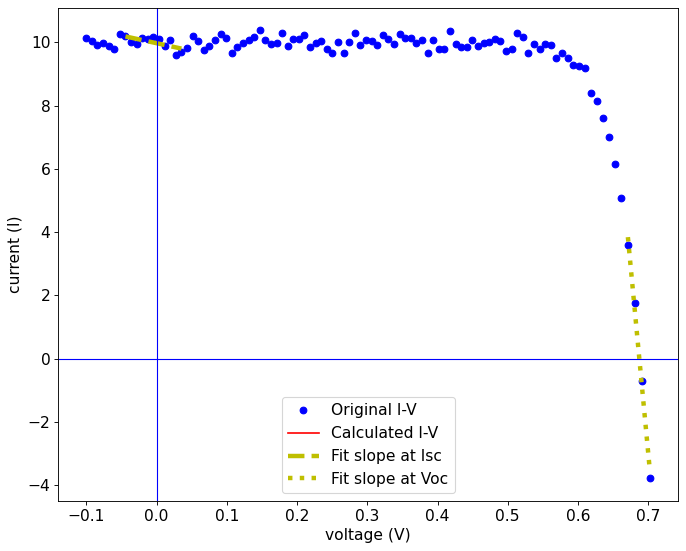 10
8
6
4
2
0
−2
−4
current (I)
Original I-V
Calculated I-V
Fit slope at Isc
Fit slope at Voc
−0.1 0.0 0.1 0.2 0.3 0.4 0.5 0.6 0.7
voltage (V)